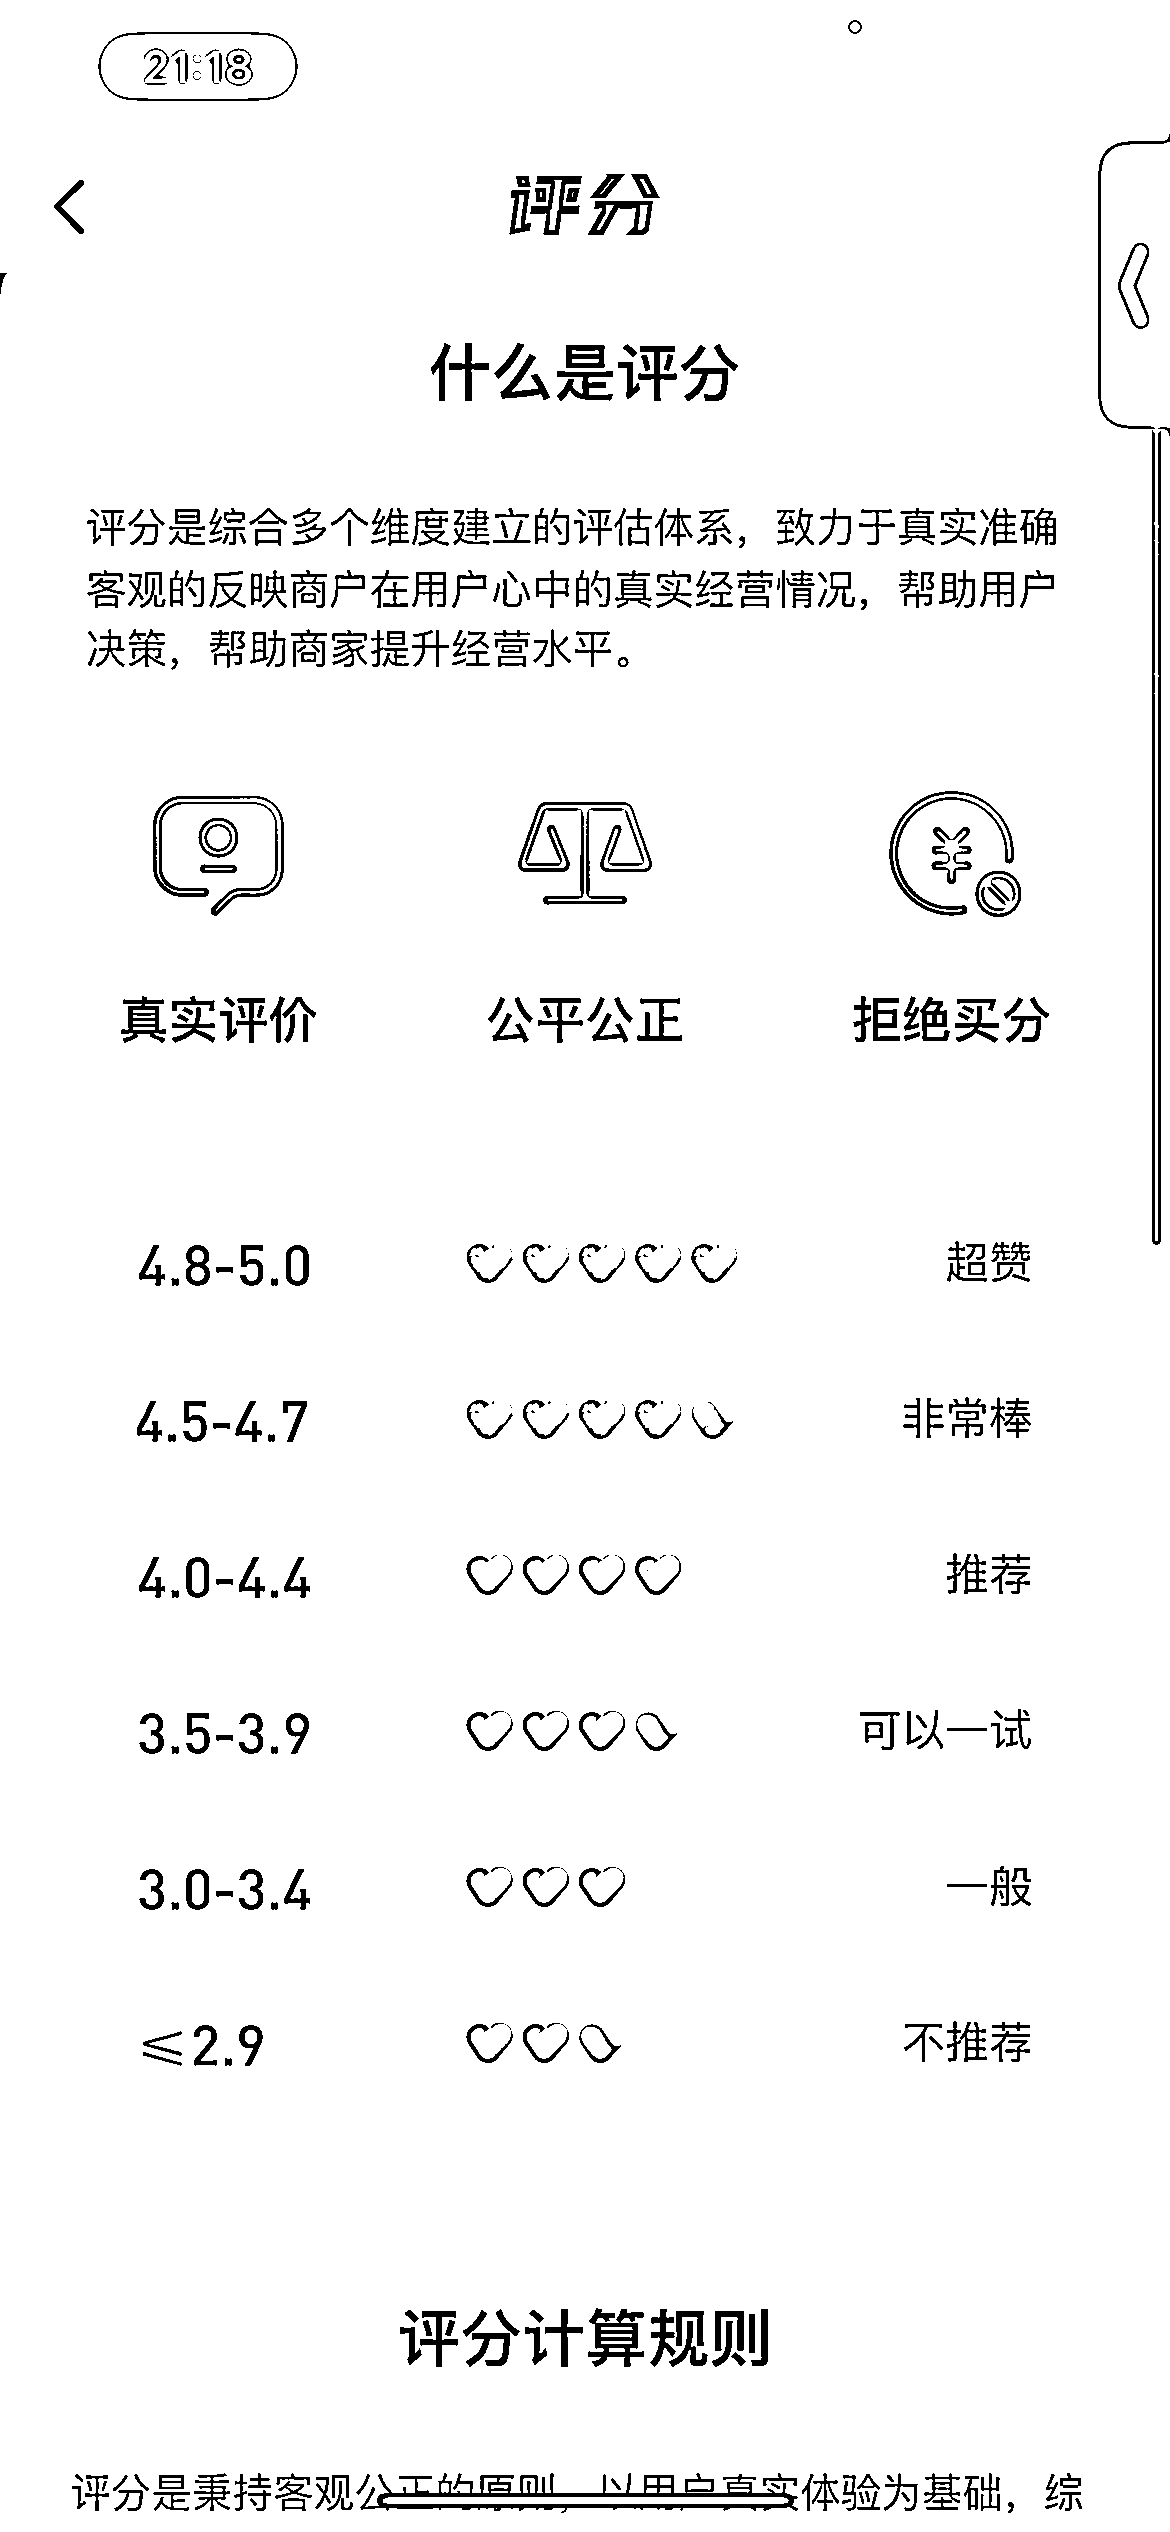 21:18
评分
什么是评分
评分是综合多个维度建立的评估体系，致力于真实准确
客观的反映商户在用户心中的真实经营情况，帮助用户
决策，帮助商家提升经营水平。
真实评价 公平公正 拒绝买分
4.8-5.0 超赞
4.5-4.7 非常棒
4.0-4.4 推荐
3.5-3.9 可以一试
3.0-3.4 一般
≤2.9 不推荐
评分计算规则
评分是秉持客观公正的原则，以用户真实体验为基础，综